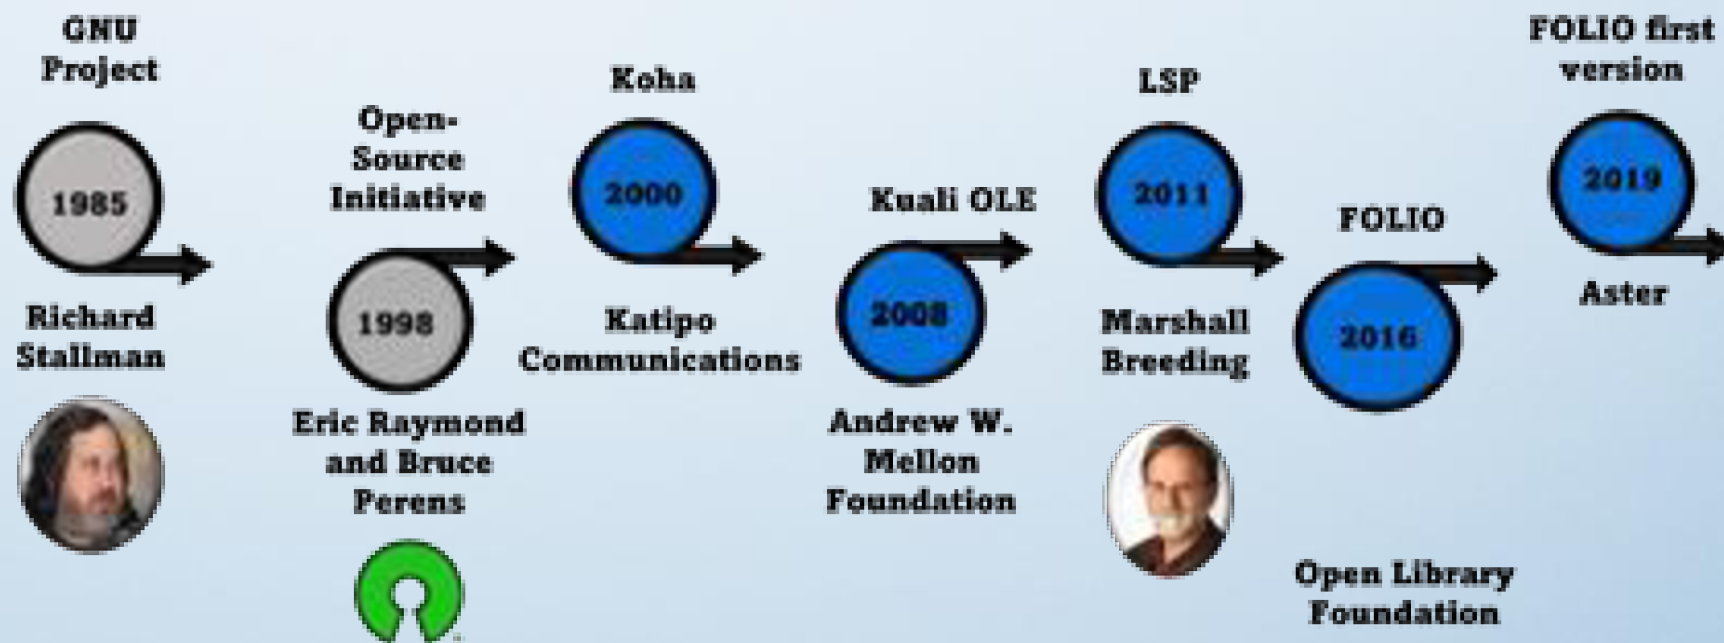 GNU
Project
1985
Richard
Stallman
Open-
Source
Initiative
1998
Eric Raymond
and Bruce
Perens
Koha
2000
Katipo
Communications
Kuali OLE
2008
Andrew W.
Mellon
Foundation
LSP
2011
Marshall
Breeding
FOLIO
2016
Open Library
Foundation
FOLIO first
version
2019
Aster